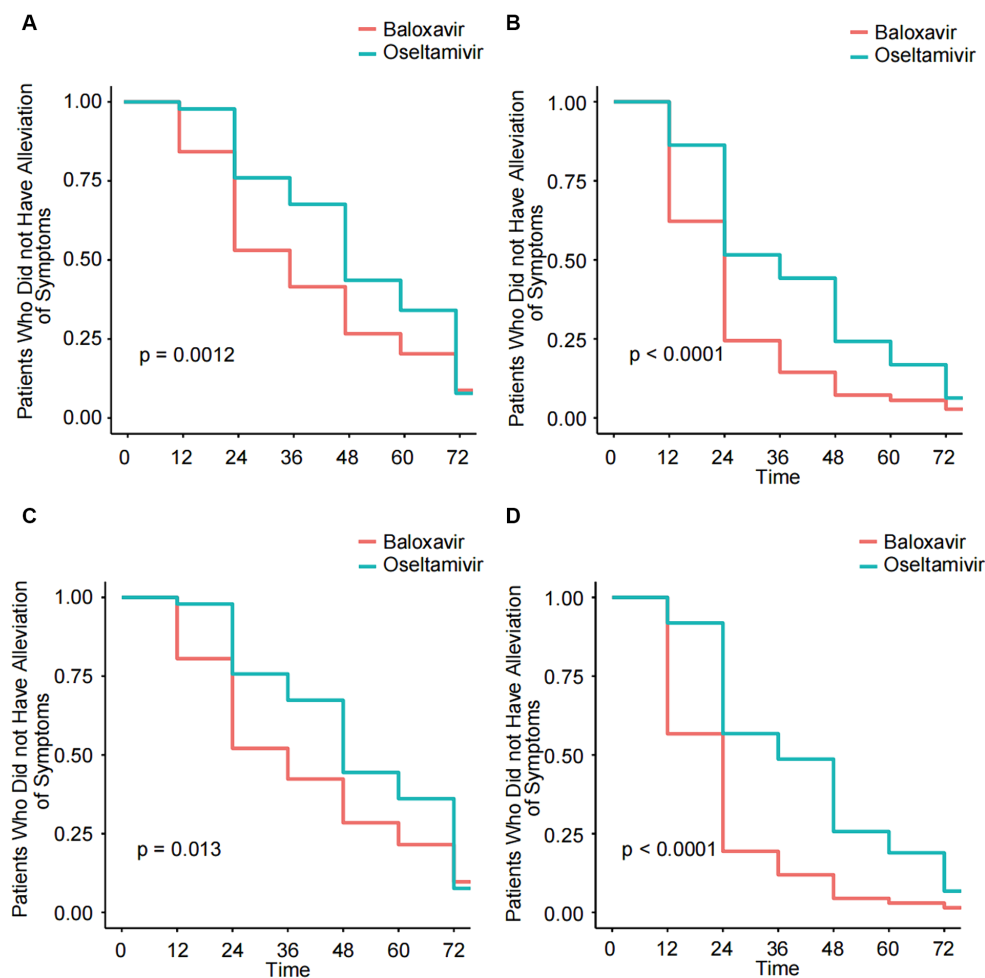 A
Baloxavir
Oseltamivir
Patients Who Did not Have Alleviation
of Symptoms
1.00
0.75
0.50
0.25
0.00
p = 0.0012
0 12 24 36 48 60 72
B
Baloxavir
Oseltamivir
Patients Who Did not Have Alleviation
of Symptoms
1.00
0.75
0.50
0.25
0.00
p < 0.0001
0 12 24 36 48 60 72
Time
C
Baloxavir
Oseltamivir
Patients Who Did not Have Alleviation
of Symptoms
1.00
0.75
0.50
0.25
0.00
p = 0.013
0 12 24 36 48 60 72
Time
D
Baloxavir
Oseltamivir
Patients Who Did not Have Alleviation
of Symptoms
1.00
0.75
0.50
0.25
0.00
p < 0.0001
0 12 24 36 48 60 72
Time